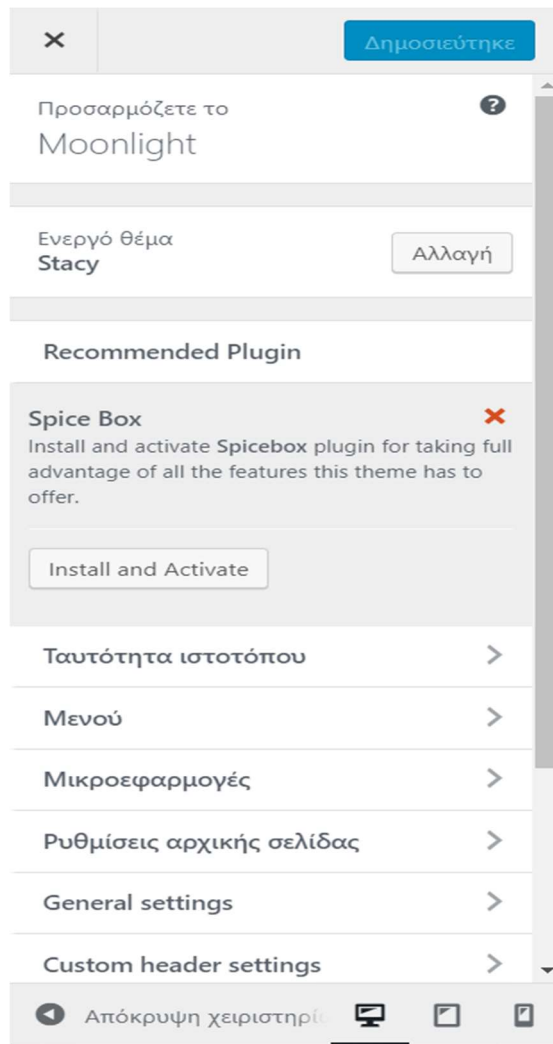 Δημοσιεύτηκε
Προσαρμόζετε το
Moonlight
Ενεργό θέμα
Stacy
Αλλαγή
Recommended Plugin
Spice Box
Install and activate Spicebox plugin for taking full
advantage of all the features this theme has to
offer.
Install and Activate
Ταυτότητα ιστοτόπου
Μενού
Μικροεφαρμογές
Ρυθμίσεις αρχικής σελίδας
General settings
Custom header settings
Απόκρυψη